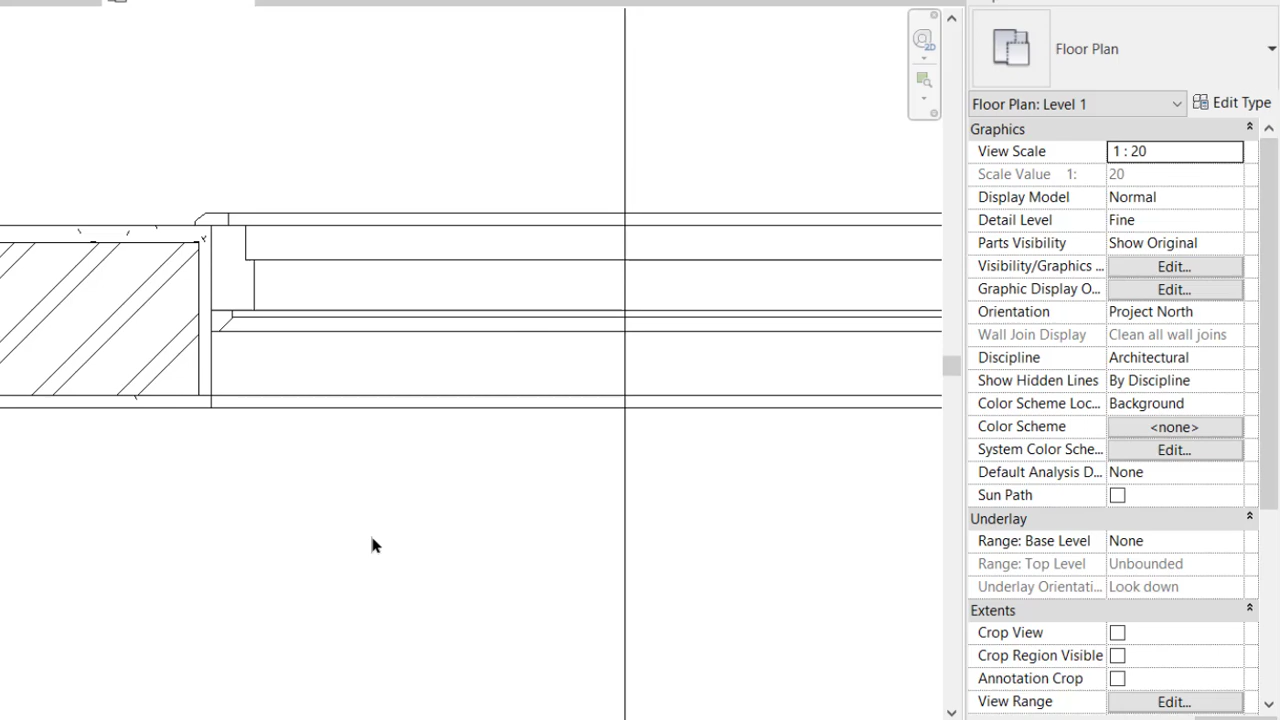 2D
Floor Plan
Floor Plan: Level 1 Edit Type
Graphics
View Scale 1 : 20
Scale Value 1: 20
Display Model Normal
Detail Level Fine
Parts Visibility Show Original
Visibility/Graphics ... Edit...
Graphic Display O... Edit...
Orientation Project North
Wall Join Display Clean all wall joins
Discipline Architectural
Show Hidden Lines By Discipline
Color Scheme Loc... Background
Color Scheme <none>
System Color Sche... Edit...
Default Analysis D... None
Sun Path
Underlay
Range: Base Level None
Range: Top Level Unbounded
Underlay Orientati... Look down
Extents
Crop View
Crop Region Visible
Annotation Crop
View Range Edit...